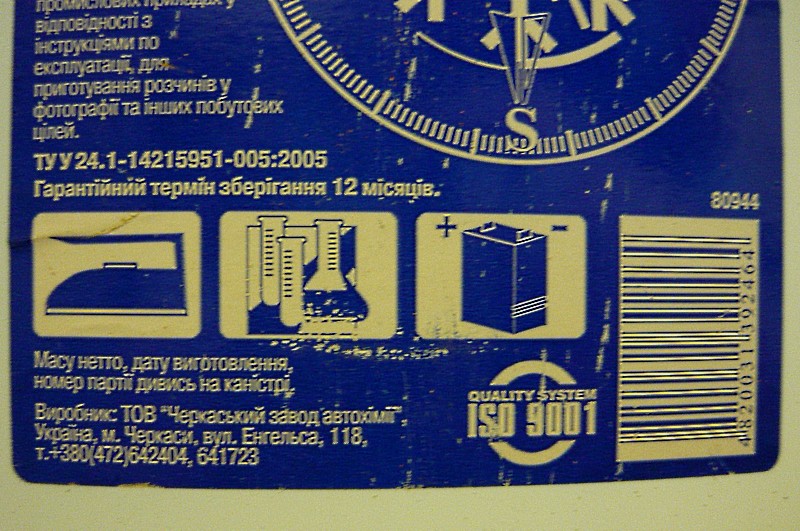 промислових приладах у
відповідності з
інструкціями по
експлуатації, для
приготування розчинів у
фотографії та інших побутових
цілей.
ТУ У 24.1-14215951-005:2005
Гарантійний термін зберігання 12 місяців.
S
80944
+ -
Масу нетто, дату виготовлення,
номер партії дивись на каністрі.
Виробник: ТОВ "Черкаський завод автохімії",
Україна, м. Черкаси, вул. Енгельса, 118,
т.+380(472)642404, 641723
QUALITY SYSTEM
ISO 9001
4820031392464